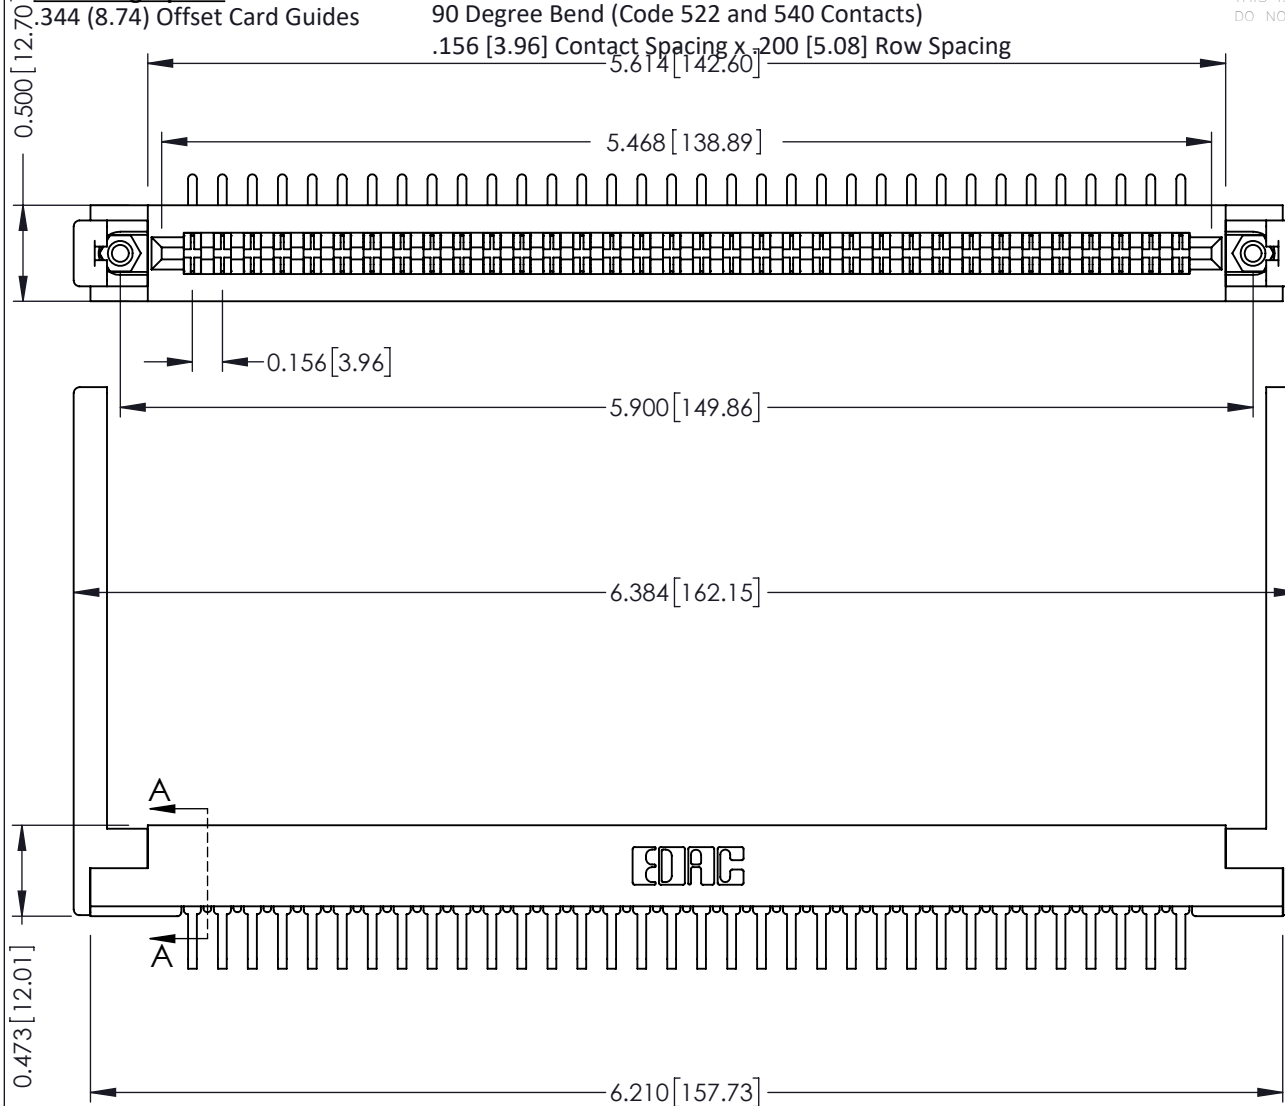 .344 (8.74) Offset Card Guides
90 Degree Bend (Code 522 and 540 Contacts)
DO NO
.156 [3.96] Contact Spacing x .200 [5.08] Row Spacing
0.500 [12.70
5.614 [142.60]
5.468 [138.89]
0.156 [3.96]
5.900 [149.86]
6.384 [162.15]
A
EDAC
A
0.473 [12.01]
6.210 [157.73]